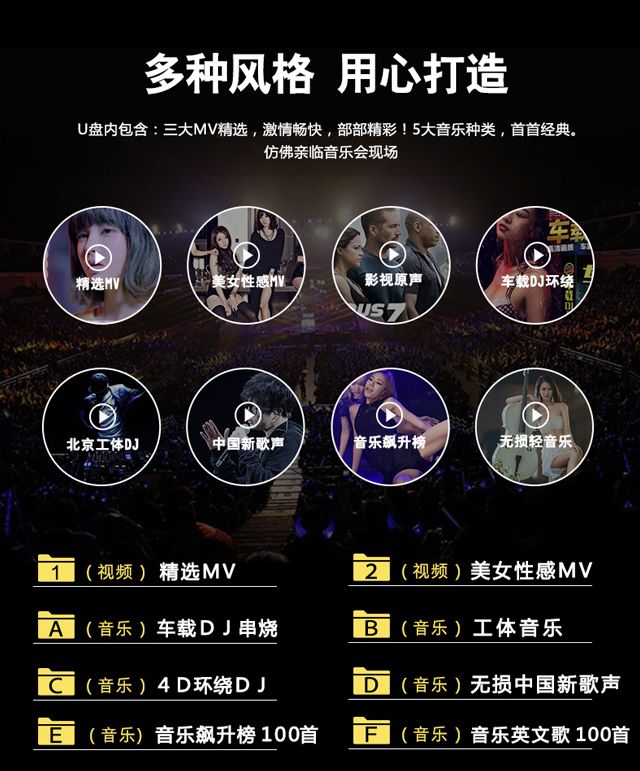 多种风格 用心打造
U盘内包含：三大MV精选，激情畅快，部部精彩！5大音乐种类，首首经典。
仿佛亲临音乐会现场
精选MV
美女性感MV
影视原声
US7
车载
高清画质
车载DJ环绕
北京工体DJ
中国新歌声
音乐飙升榜
无损轻音乐
1（视频）精选MV
2（视频）美女性感MV
A（音乐）车载DJ串烧
B（音乐）工体音乐
C（音乐）4D环绕DJ
D（音乐）无损中国新歌声
E（音乐）音乐飙升榜100首
F（音乐）音乐英文歌100首